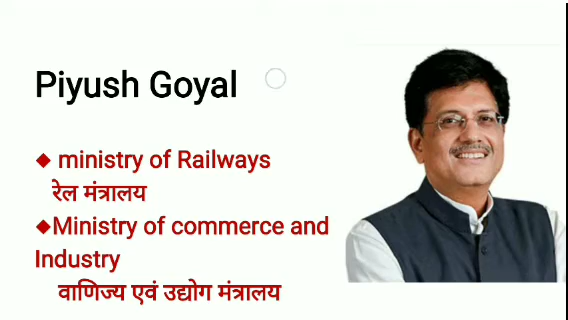 Piyush Goyal
◆ ministry of Railways
रेल मंत्रालय
◆Ministry of commerce and
Industry
वाणिज्य एवं उद्योग मंत्रालय